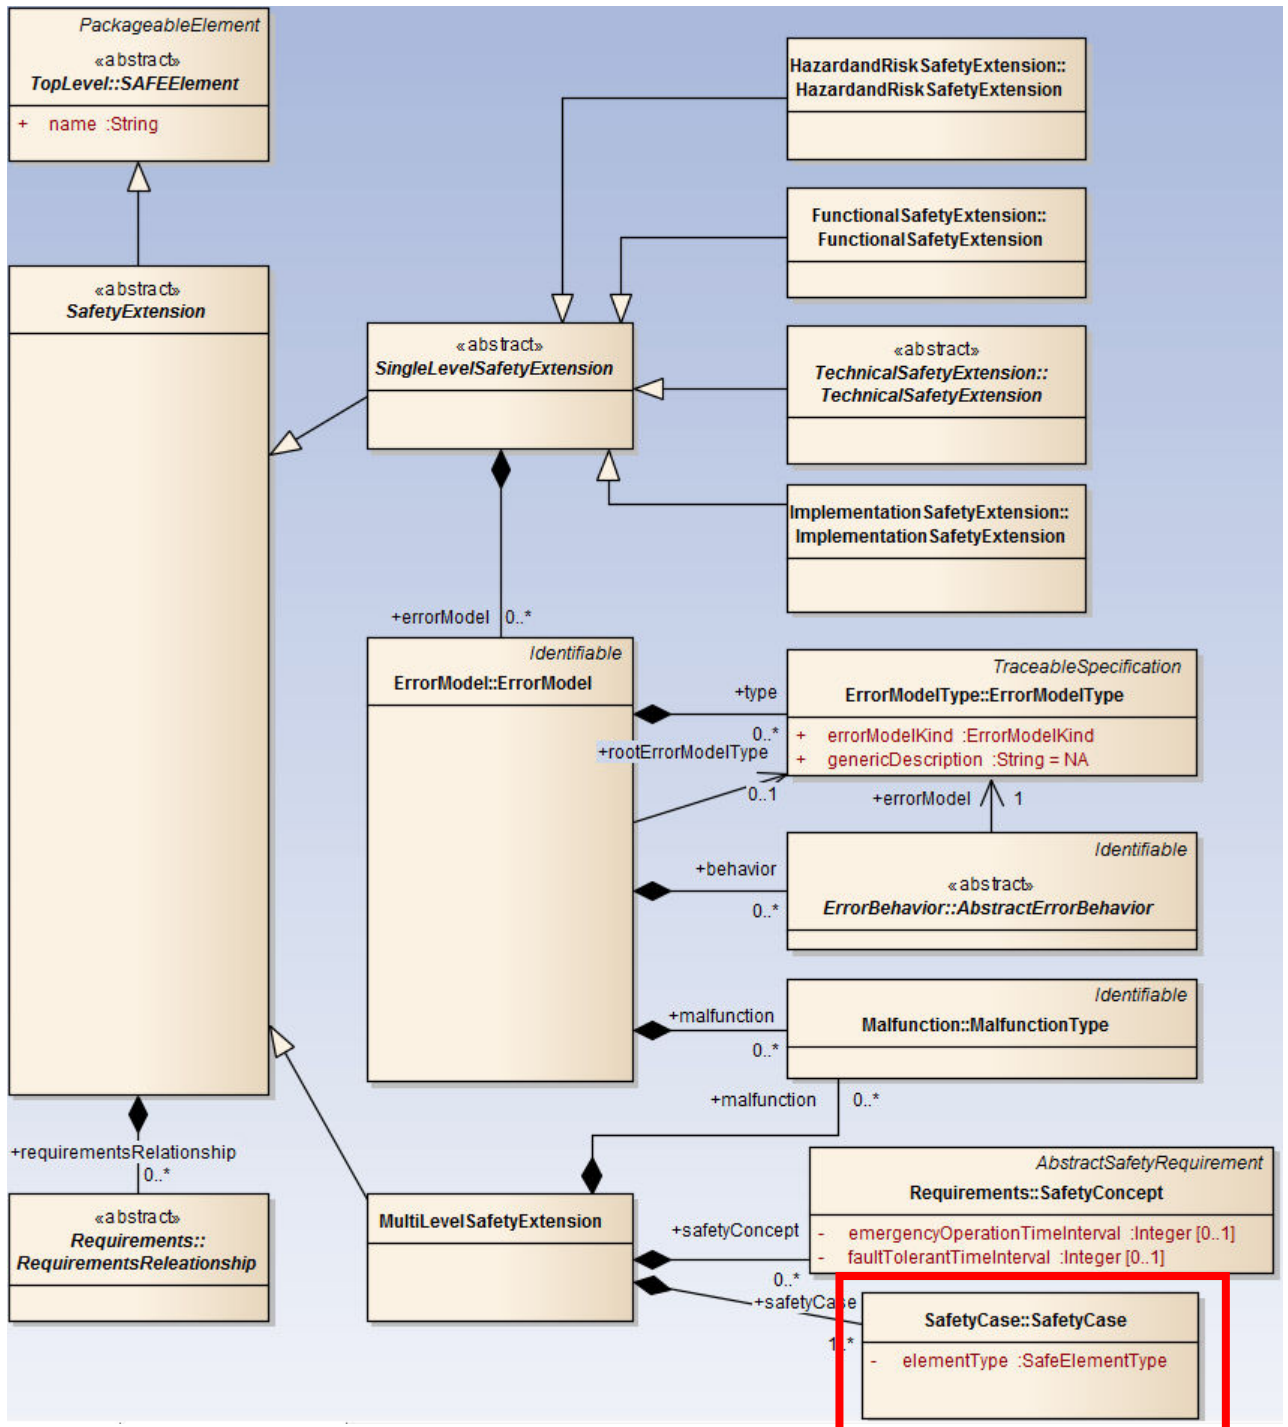 PackageableElement
«abstract»
TopLevel::SAFEElement
+ name :String
HazardandRiskSafetyExtension::
HazardandRiskSafetyExtension
FunctionalSafetyExtension::
FunctionalSafetyExtension
«abstract»
SafetyExtension
«abstract»
SingleLevelSafetyExtension
«abstract»
TechnicalSafetyExtension::
TechnicalSafetyExtension
ImplementationSafetyExtension::
ImplementationSafetyExtension
+errorModel 0..*
Identifiable
ErrorModel::ErrorModel
TraceableSpecification
ErrorModelType::ErrorModelType
+ errorModelKind :ErrorModelKind
+ genericDescription :String = NA
+type
0..*
+rootErrorModelType
0..1
+errorModel 1
Identifiable
«abstract»
ErrorBehavior::AbstractErrorBehavior
+behavior
0..*
Identifiable
Malfunction::MalfunctionType
+malfunction
0..*
+malfunction 0..*
+requirementsRelationship
0..*
«abstract»
Requirements::
RequirementsReleationship
MultiLevelSafetyExtension
AbstractSafetyRequirement
Requirements::SafetyConcept
- emergencyOperationTimeInterval :Integer [0..1]
- faultTolerantTimeInterval :Integer [0..1]
+safetyConcept
0..*
+safetyCase
1..*
SafetyCase::SafetyCase
- elementType :SafeElementType